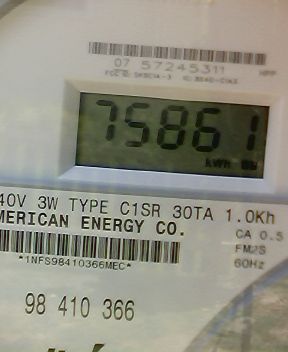 07 57245311
75861
kWh
40V 3W TYPE C1SR 30TA 1.0Kh
MERICAN ENERGY CO.
CA 0.5
FM2S
60Hz
*1NFS98410366MEC*
98 410 366